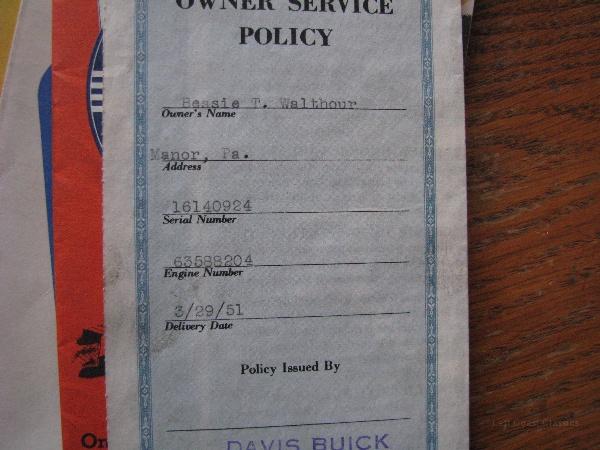 OWNER SERVICE
POLICY
Bessie T. Walthour
Owner's Name
Manor, Pa.
Address
16140924
Serial Number
63588204
Engine Number
3/29/51
Delivery Date
Policy Issued By
DAVIS BUICK
Classics